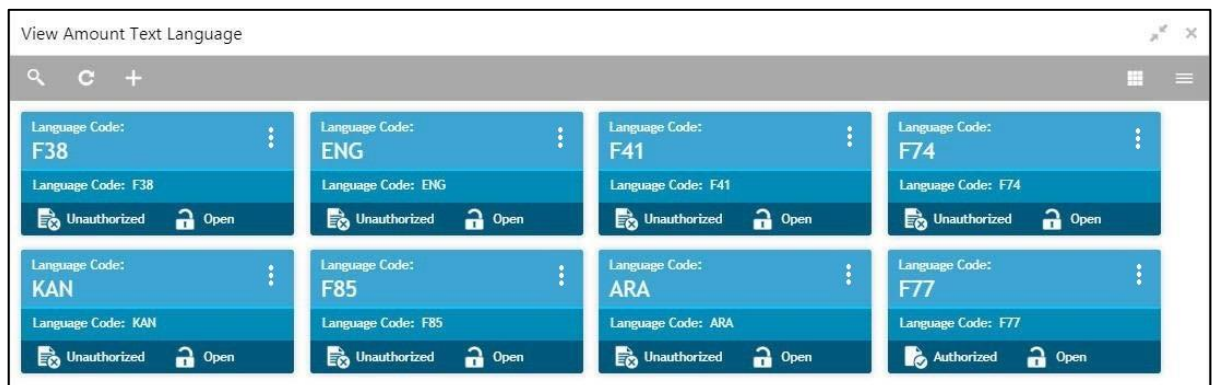 View Amount Text Language
Language Code:
F38
Language Code: F38
Unauthorized Open
Language Code:
ENG
Language Code: ENG
Unauthorized Open
Language Code:
F41
Language Code: F41
Unauthorized Open
Language Code:
F74
Language Code: F74
Unauthorized Open
Language Code:
KAN
Language Code: KAN
Unauthorized Open
Language Code:
F85
Language Code: F85
Unauthorized Open
Language Code:
ARA
Language Code: ARA
Unauthorized Open
Language Code:
F77
Language Code: F77
Authorized Open